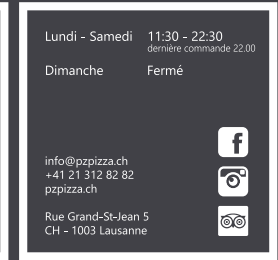 Lundi - Samedi 11:30 - 22:30
dernière commande 22.00
Dimanche Fermé
info@pzpizza.ch
+41 21 312 82 82
pzpizza.ch
Rue Grand-St-Jean 5
CH - 1003 Lausanne